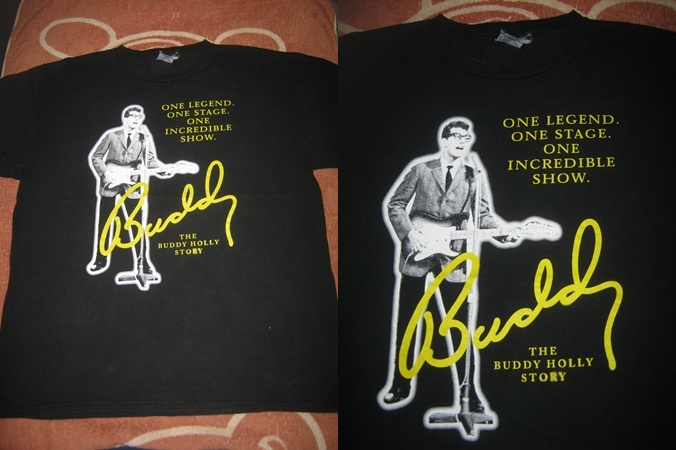 ONE LEGEND.
ONE STAGE.
ONE
INCREDIBLE
SHOW.
Buddy
THE
BUDDY HOLLY
STORY
ONE LEGEND.
ONE STAGE.
ONE
INCREDIBLE
SHOW.
Buddy
THE
BUDDY HOLLY
STORY